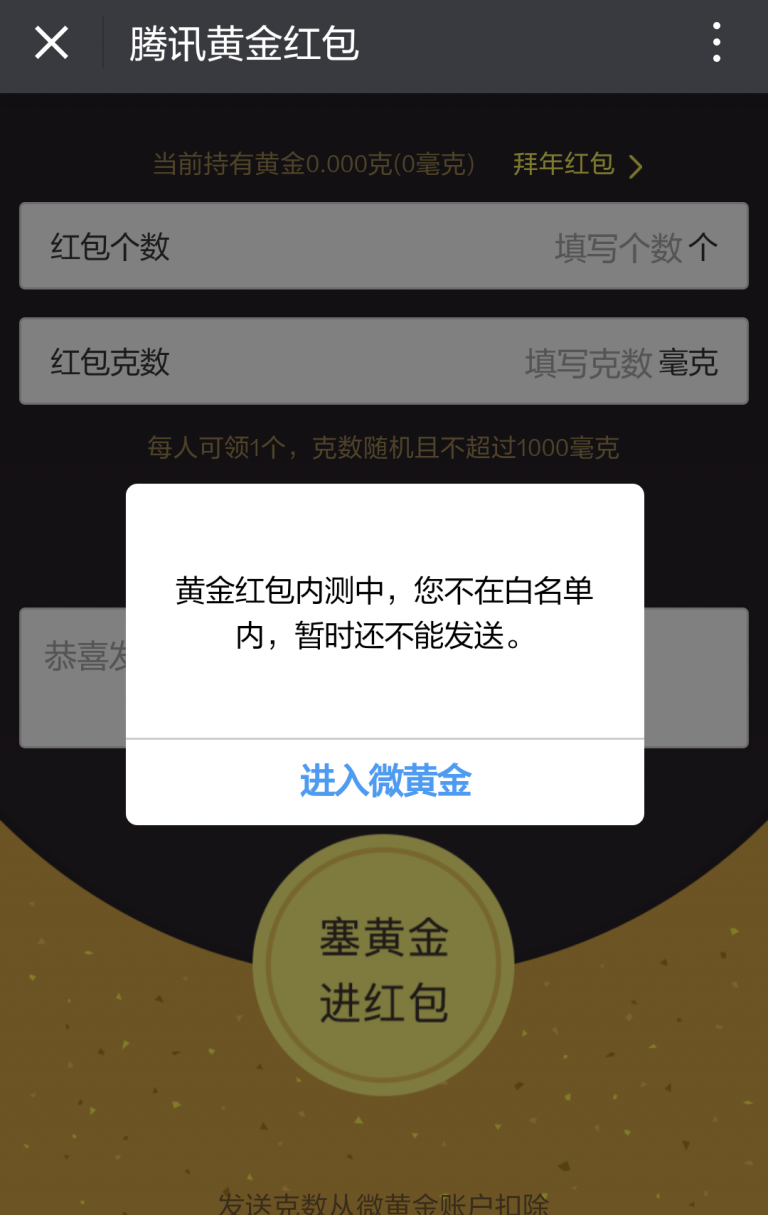 腾讯黄金红包
当前持有黄金0.000克(0毫克) 拜年红包
红包个数 填写个数 个
红包克数 填写克数 毫克
每人可领1个，克数随机且不超过1000毫克
黄金红包内测中，您不在白名单
内，暂时还不能发送。
恭喜发
进入微黄金
塞黄金
进红包
发送克数从微黄金账户扣除